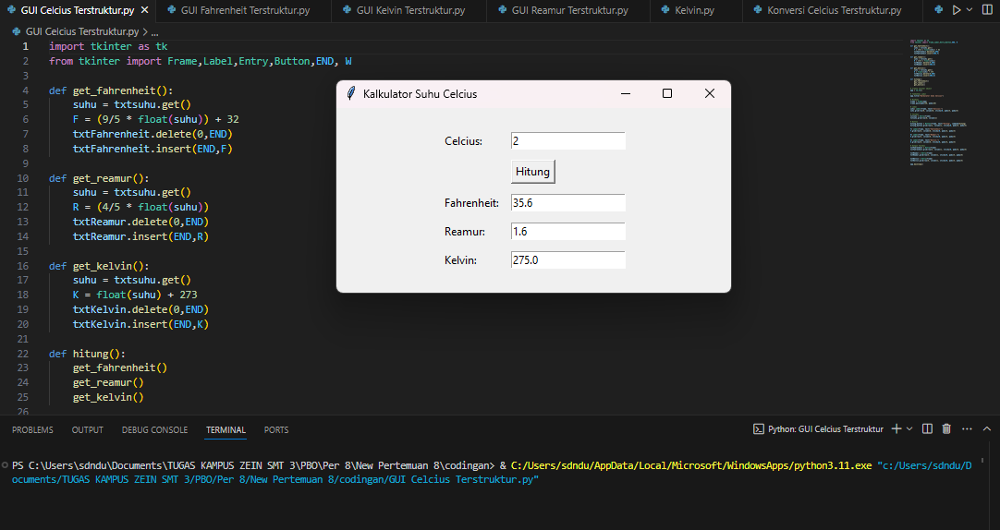 GUI Celcius Terstruktur.py
GUI Fahrenheit Terstruktur.py
GUI Kelvin Terstruktur.py
GUI Reamur Terstruktur.py
Kelvin.py
Konversi Celcius Terstruktur.py
GUI Celcius Terstruktur.py > ...
1 import tkinter as tk
2 from tkinter import Frame,Label,Entry,Button,END, W
3
4 def get_fahrenheit():
5 suhu = txtsuhu.get()
6 F = (9/5 * float(suhu)) + 32
7 txtFahrenheit.delete(0,END)
8 txtFahrenheit.insert(END,F)
9
10 def get_reamur():
11 suhu = txtsuhu.get()
12 R = (4/5 * float(suhu))
13 txtReamur.delete(0,END)
14 txtReamur.insert(END,R)
15
16 def get_kelvin():
17 suhu = txtsuhu.get()
18 K = float(suhu) + 273
19 txtKelvin.delete(0,END)
20 txtKelvin.insert(END,K)
21
22 def hitung():
23 get_fahrenheit()
24 get_reamur()
25 get_kelvin()
26
Kalkulator Suhu Celcius
Celcius: 2
Hitung
Fahrenheit: 35.6
Reamur: 1.6
Kelvin: 275.0
PROBLEMS OUTPUT DEBUG CONSOLE TERMINAL PORTS
Python: GUI Celcius Terstruktur
PS C:\Users\sdndu\Documents\TUGAS KAMPUS ZEIN SMT 3\PBO\Per 8\New Pertemuan 8\codingan> & C:/Users/sdndu/AppData/Local/Microsoft/WindowsApps/python3.11.exe "c:/Users/sdndu/D
ocuments/TUGAS KAMPUS ZEIN SMT 3/PBO/Per 8/New Pertemuan 8/codingan/GUI Celcius Terstruktur.py"